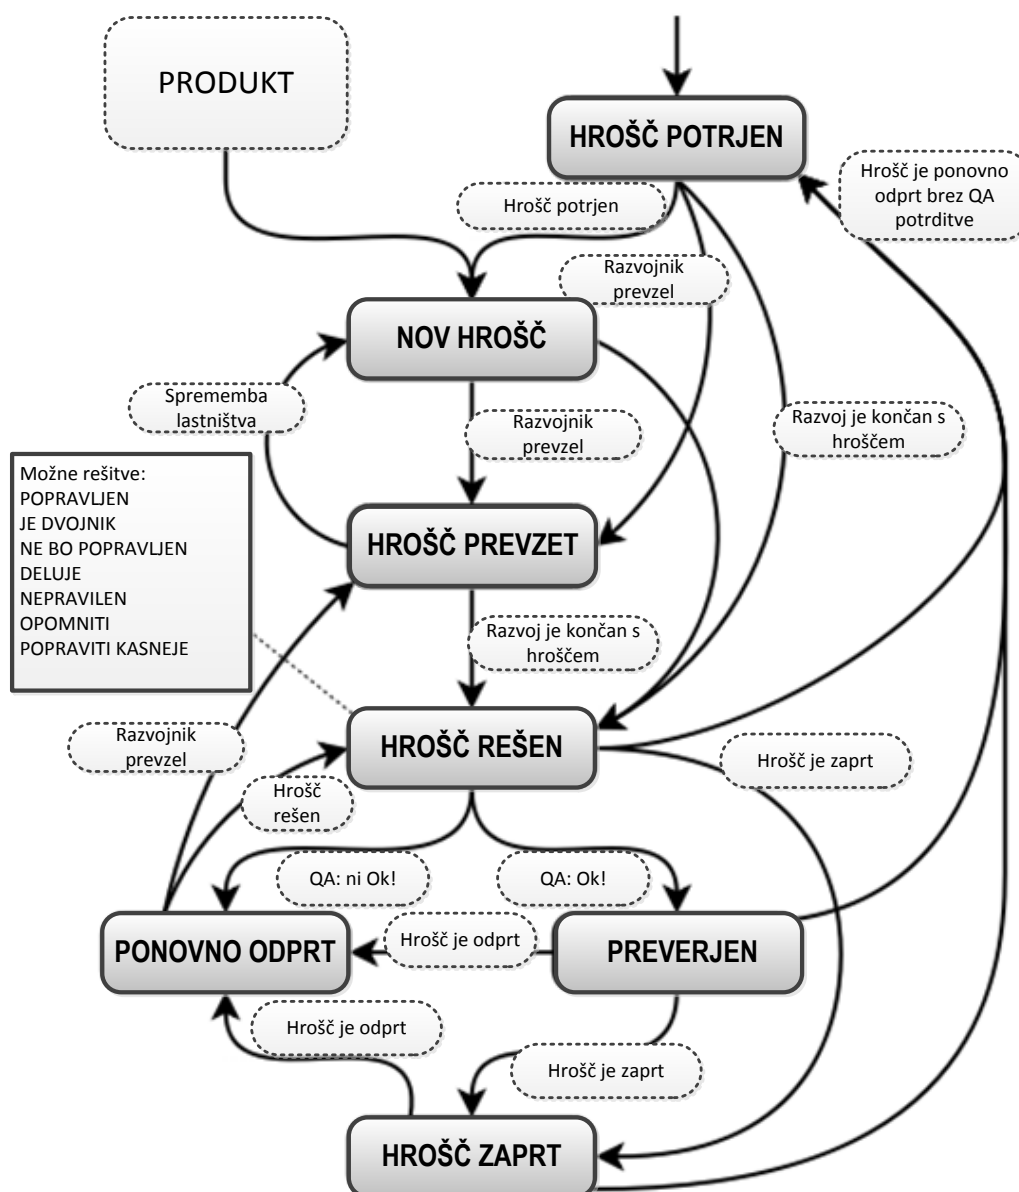 PRODUKT
HROŠČ POTRJEN
Hrošč je ponovno
odprt brez QA
potrditve
Hrošč potrjen
Razvojnik
prevzel
NOV HROŠČ
Sprememba
lastništva
Razvojnik
prevzel
Razvoj je končan s
hroščem
Možne rešitve:
POPRAVLJEN
JE DVOJNIK
NE BO POPRAVLJEN
DELUJE
NEPRAVILEN
OPOMNITI
POPRAVITI KASNEJE
HROŠČ PREVZET
Razvoj je končan s
hroščem
Razvojnik
prevzel
HROŠČ REŠEN
Hrošč je zaprt
Hrošč
rešen
QA: ni Ok!
QA: Ok!
PONOVNO ODPRT
Hrošč je odprt
PREVERJEN
Hrošč je odprt
Hrošč je zaprt
HROŠČ ZAPRT